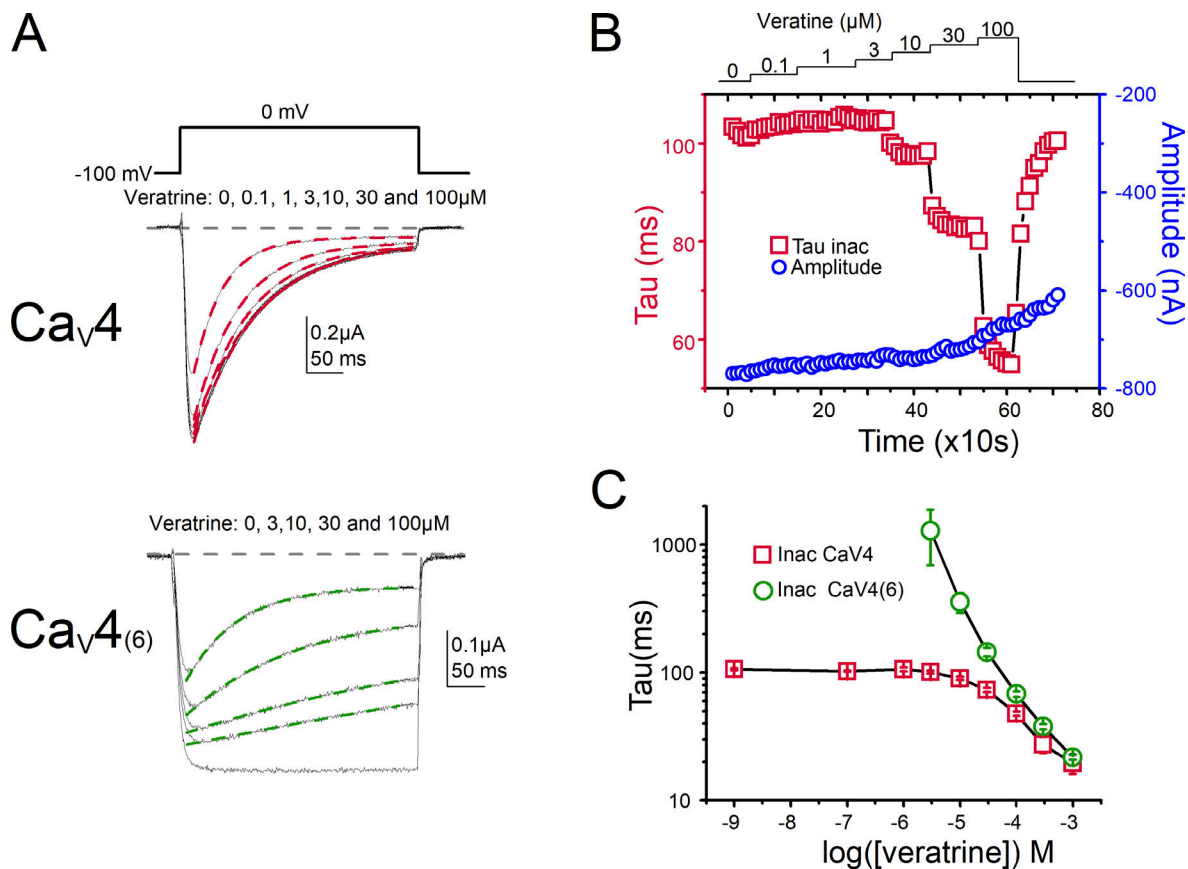 A
0 mV
-100 mV
Veratrine: 0, 0.1, 1, 3,10, 30 and 100µM
CaV4
0.2µA
50 ms
Veratrine: 0, 3,10, 30 and 100µM
CaV4(6)
0.1µA
50 ms
B
Veratine (µM)
0 0.1 1 3 10 30 100
Tau (ms)
100
80
60
Tau inac
Amplitude
-200
-400
-600
-800
Amplitude (nA)
0 20 40 60 80
Time (x10s)
C
Tau(ms)
1000
100
10
Inac CaV4
Inac CaV4(6)
-9 -8 -7 -6 -5 -4 -3
log([veratrine]) M